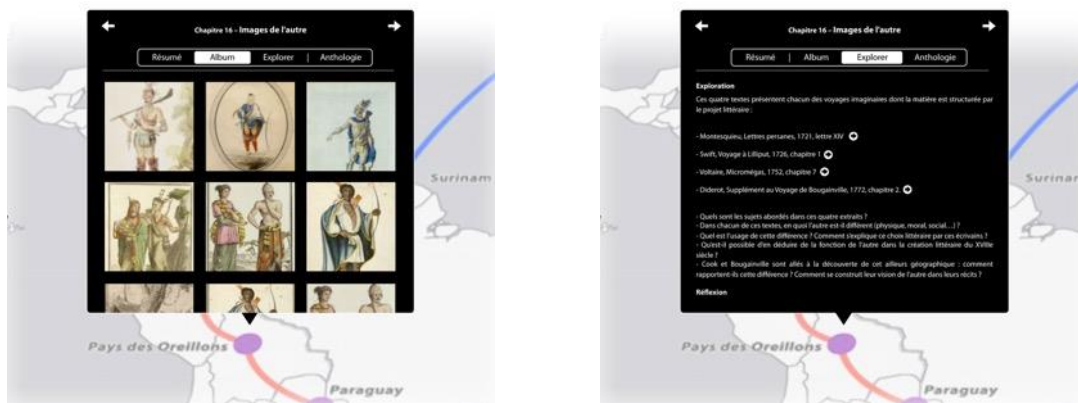 Chapitre 16 - Images de l'autre
Résumé
Album
Explorer
Anthologie
Surinam
Pays des Oreillons
Paraguay
Chapitre 16 - Images de l'autre
Résumé | Album
Explorer
Anthologie
Exploration
Ces quatre textes présentent chacun des voyages imaginaires dont la matière est structurée par
le projet littéraire :
- Montesquieu, Lettres persanes, 1721, lettre XIV
- Swift, Voyage à Lilliput, 1726, chapitre 1
- Voltaire, Micromégas, 1752, chapitre 7
- Diderot, Supplément au Voyage de Bougainville, 1772, chapitre 2.
- Quels sont les sujets abordés dans ces quatre extraits ?
- Dans chacun de ces textes, en quoi l'autre est-il différent (physique, moral, social...) ?
- Quel est l'usage de cette différence ? Comment s'explique ce choix littéraire par ces écrivains ?
- Qu'est-il possible d'en déduire de la fonction de l'autre dans la création littéraire du XVIIIe
siècle ?
- Cook et Bougainville sont allés à la découverte de cet ailleurs géographique : comment
rapportent-ils cette différence ? Comment se construit leur vision de l'autre dans leurs récits ?
Réflexion
Surinam
Pays des Oreillons
Paraguay